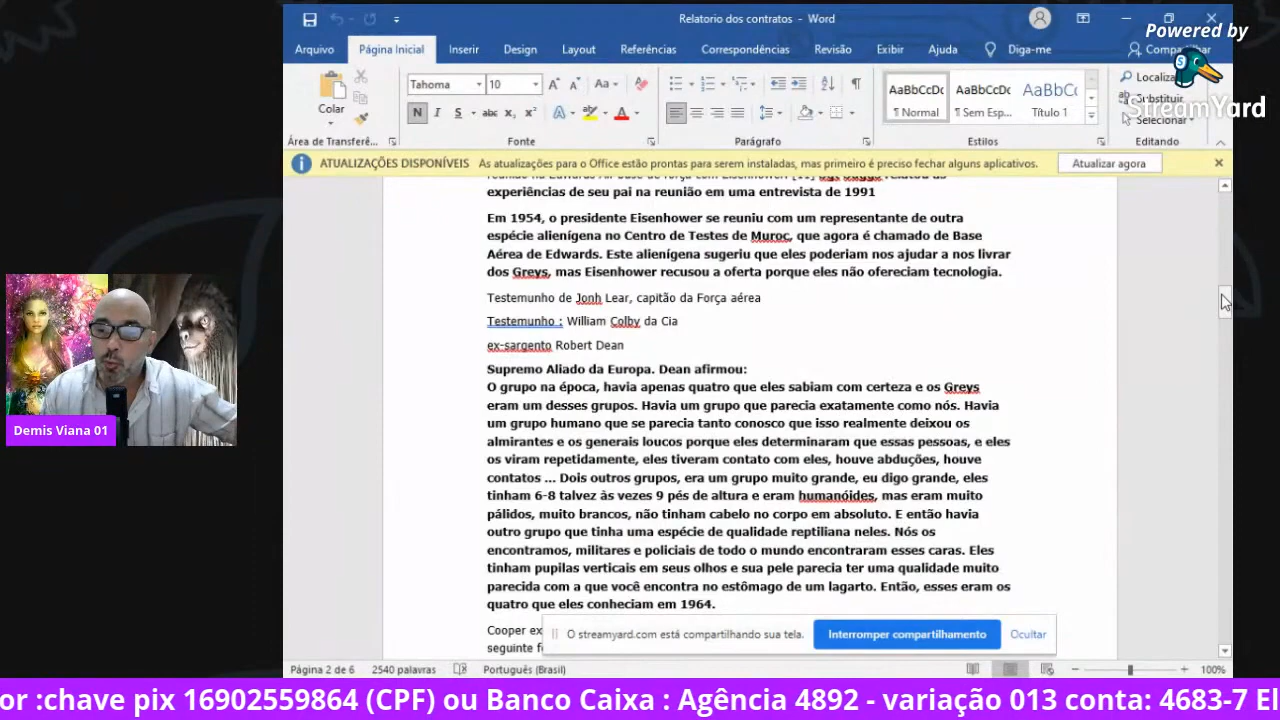 Relatorio dos contratos - Word
Powered by
StreamYard
Arquivo Página Inicial Inserir Design Layout Referências Correspondências Revisão Exibir Ajuda Diga-me
Colar Tahoma 10 Aa
N I S abc x₂ x² A A
AaBbCcDc AaBbCcDc AaBbC
¶ Normal ¶ Sem Esp... Título 1
Substituir
Selecionar
Área de Transferê... Fonte Parágrafo Estilos Editando
ATUALIZAÇÕES DISPONÍVEIS As atualizações para o Office estão prontas para serem instaladas, mas primeiro é preciso fechar alguns aplicativos. Atualizar agora
experiências de seu pai na reunião em uma entrevista de 1991
Em 1954, o presidente Eisenhower se reuniu com um representante de outra
espécie alienígena no Centro de Testes de Muroc, que agora é chamado de Base
Aérea de Edwards. Este alienígena sugeriu que eles poderiam nos ajudar a nos livrar
dos Greys, mas Eisenhower recusou a oferta porque eles não ofereciam tecnologia.
Testemunho de Jonh Lear, capitão da Força aérea
Testemunho : William Colby da Cia
ex-sargento Robert Dean
Supremo Aliado da Europa. Dean afirmou:
O grupo na época, havia apenas quatro que eles sabiam com certeza e os Greys
eram um desses grupos. Havia um grupo que parecia exatamente como nós. Havia
um grupo humano que se parecia tanto conosco que isso realmente deixou os
almirantes e os generais loucos porque eles determinaram que essas pessoas, e eles
os viram repetidamente, eles tiveram contato com eles, houve abduções, houve
contatos ... Dois outros grupos, era um grupo muito grande, eu digo grande, eles
tinham 6-8 talvez às vezes 9 pés de altura e eram humanóides, mas eram muito
pálidos, muito brancos, não tinham cabelo no corpo em absoluto. E então havia
outro grupo que tinha uma espécie de qualidade reptiliana neles. Nós os
encontramos, militares e policiais de todo o mundo encontraram esses caras. Eles
tinham pupilas verticais em seus olhos e sua pele parecia ter uma qualidade muito
parecida com a que você encontra no estômago de um lagarto. Então, esses eram os
quatro que eles conheciam em 1964.
Cooper ex
seguinte f
O streamyard.com está compartilhando sua tela. Interromper compartilhamento Ocultar
Página 2 de 6 2540 palavras Português (Brasil) 100%
Demis Viana 01
or :chave pix 16902559864 (CPF) ou Banco Caixa : Agência 4892 - variação 013 conta: 4683-7 El